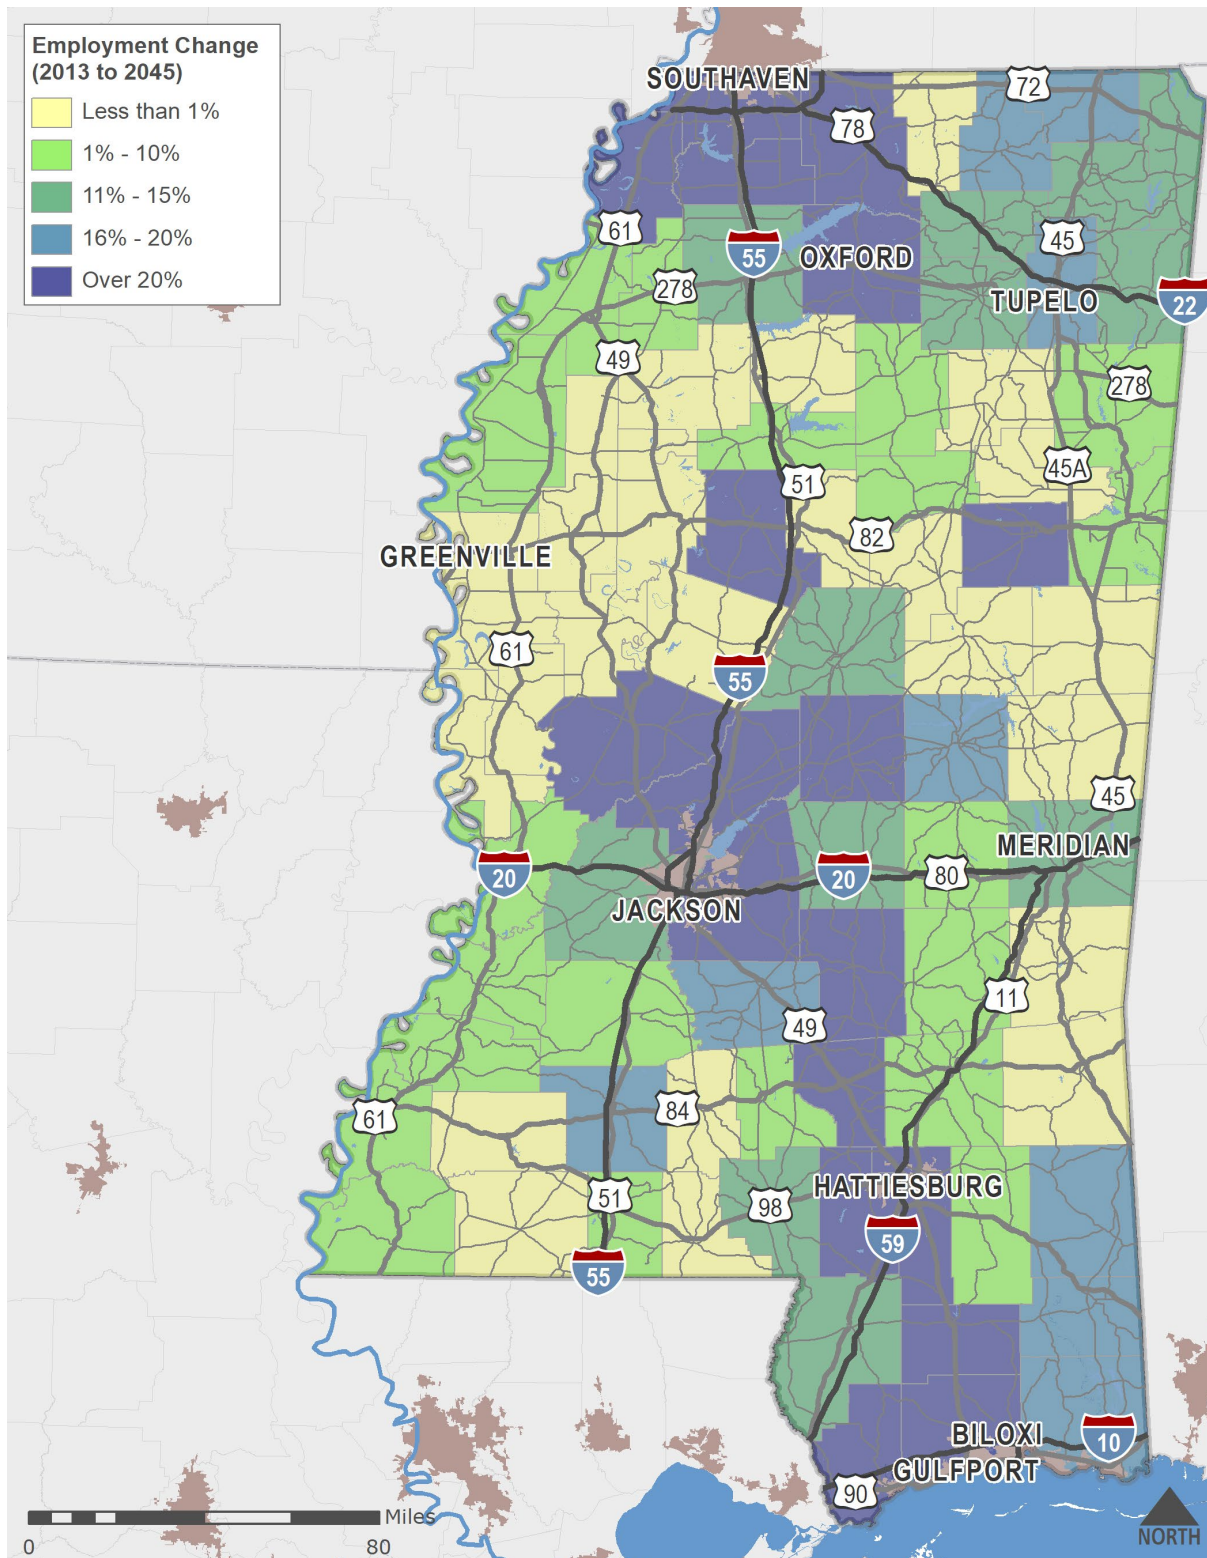 Employment Change
(2013 to 2045)
Less than 1%
1% - 10%
11% - 15%
16% - 20%
Over 20%
SOUTHAVEN
72
78
61
55
45
OXFORD
278
TUPELO
22
49
278
45A
51
82
GREENVILLE
61
55
45
MERIDIAN
20
20
80
JACKSON
11
49
61
84
51
98
HATTIESBURG
59
55
BILOXI
10
GULFPORT
90
Miles
0
80
NORTH